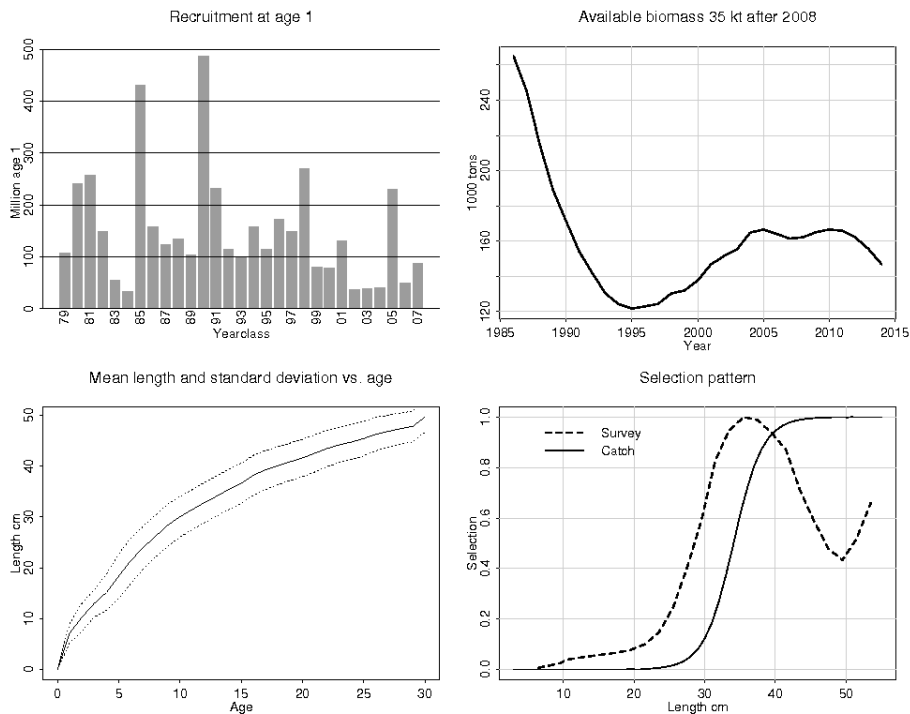 Recruitment at age 1
Million age 1
0 100 200 300 400 500
79 81 83 85 87 89 91 93 95 97 99 01 03 05 07
Yearclass
Available biomass 35 kt after 2008
1000 tons
120 160 200 240
1985 1990 1995 2000 2005 2010 2015
Year
Mean length and standard deviation vs. age
Length cm
0 10 20 30 40 50
0 5 10 15 20 25 30
Age
Selection pattern
Survey
Catch
Selection
0.0 0.2 0.4 0.6 0.8 1.0
10 20 30 40 50
Length cm